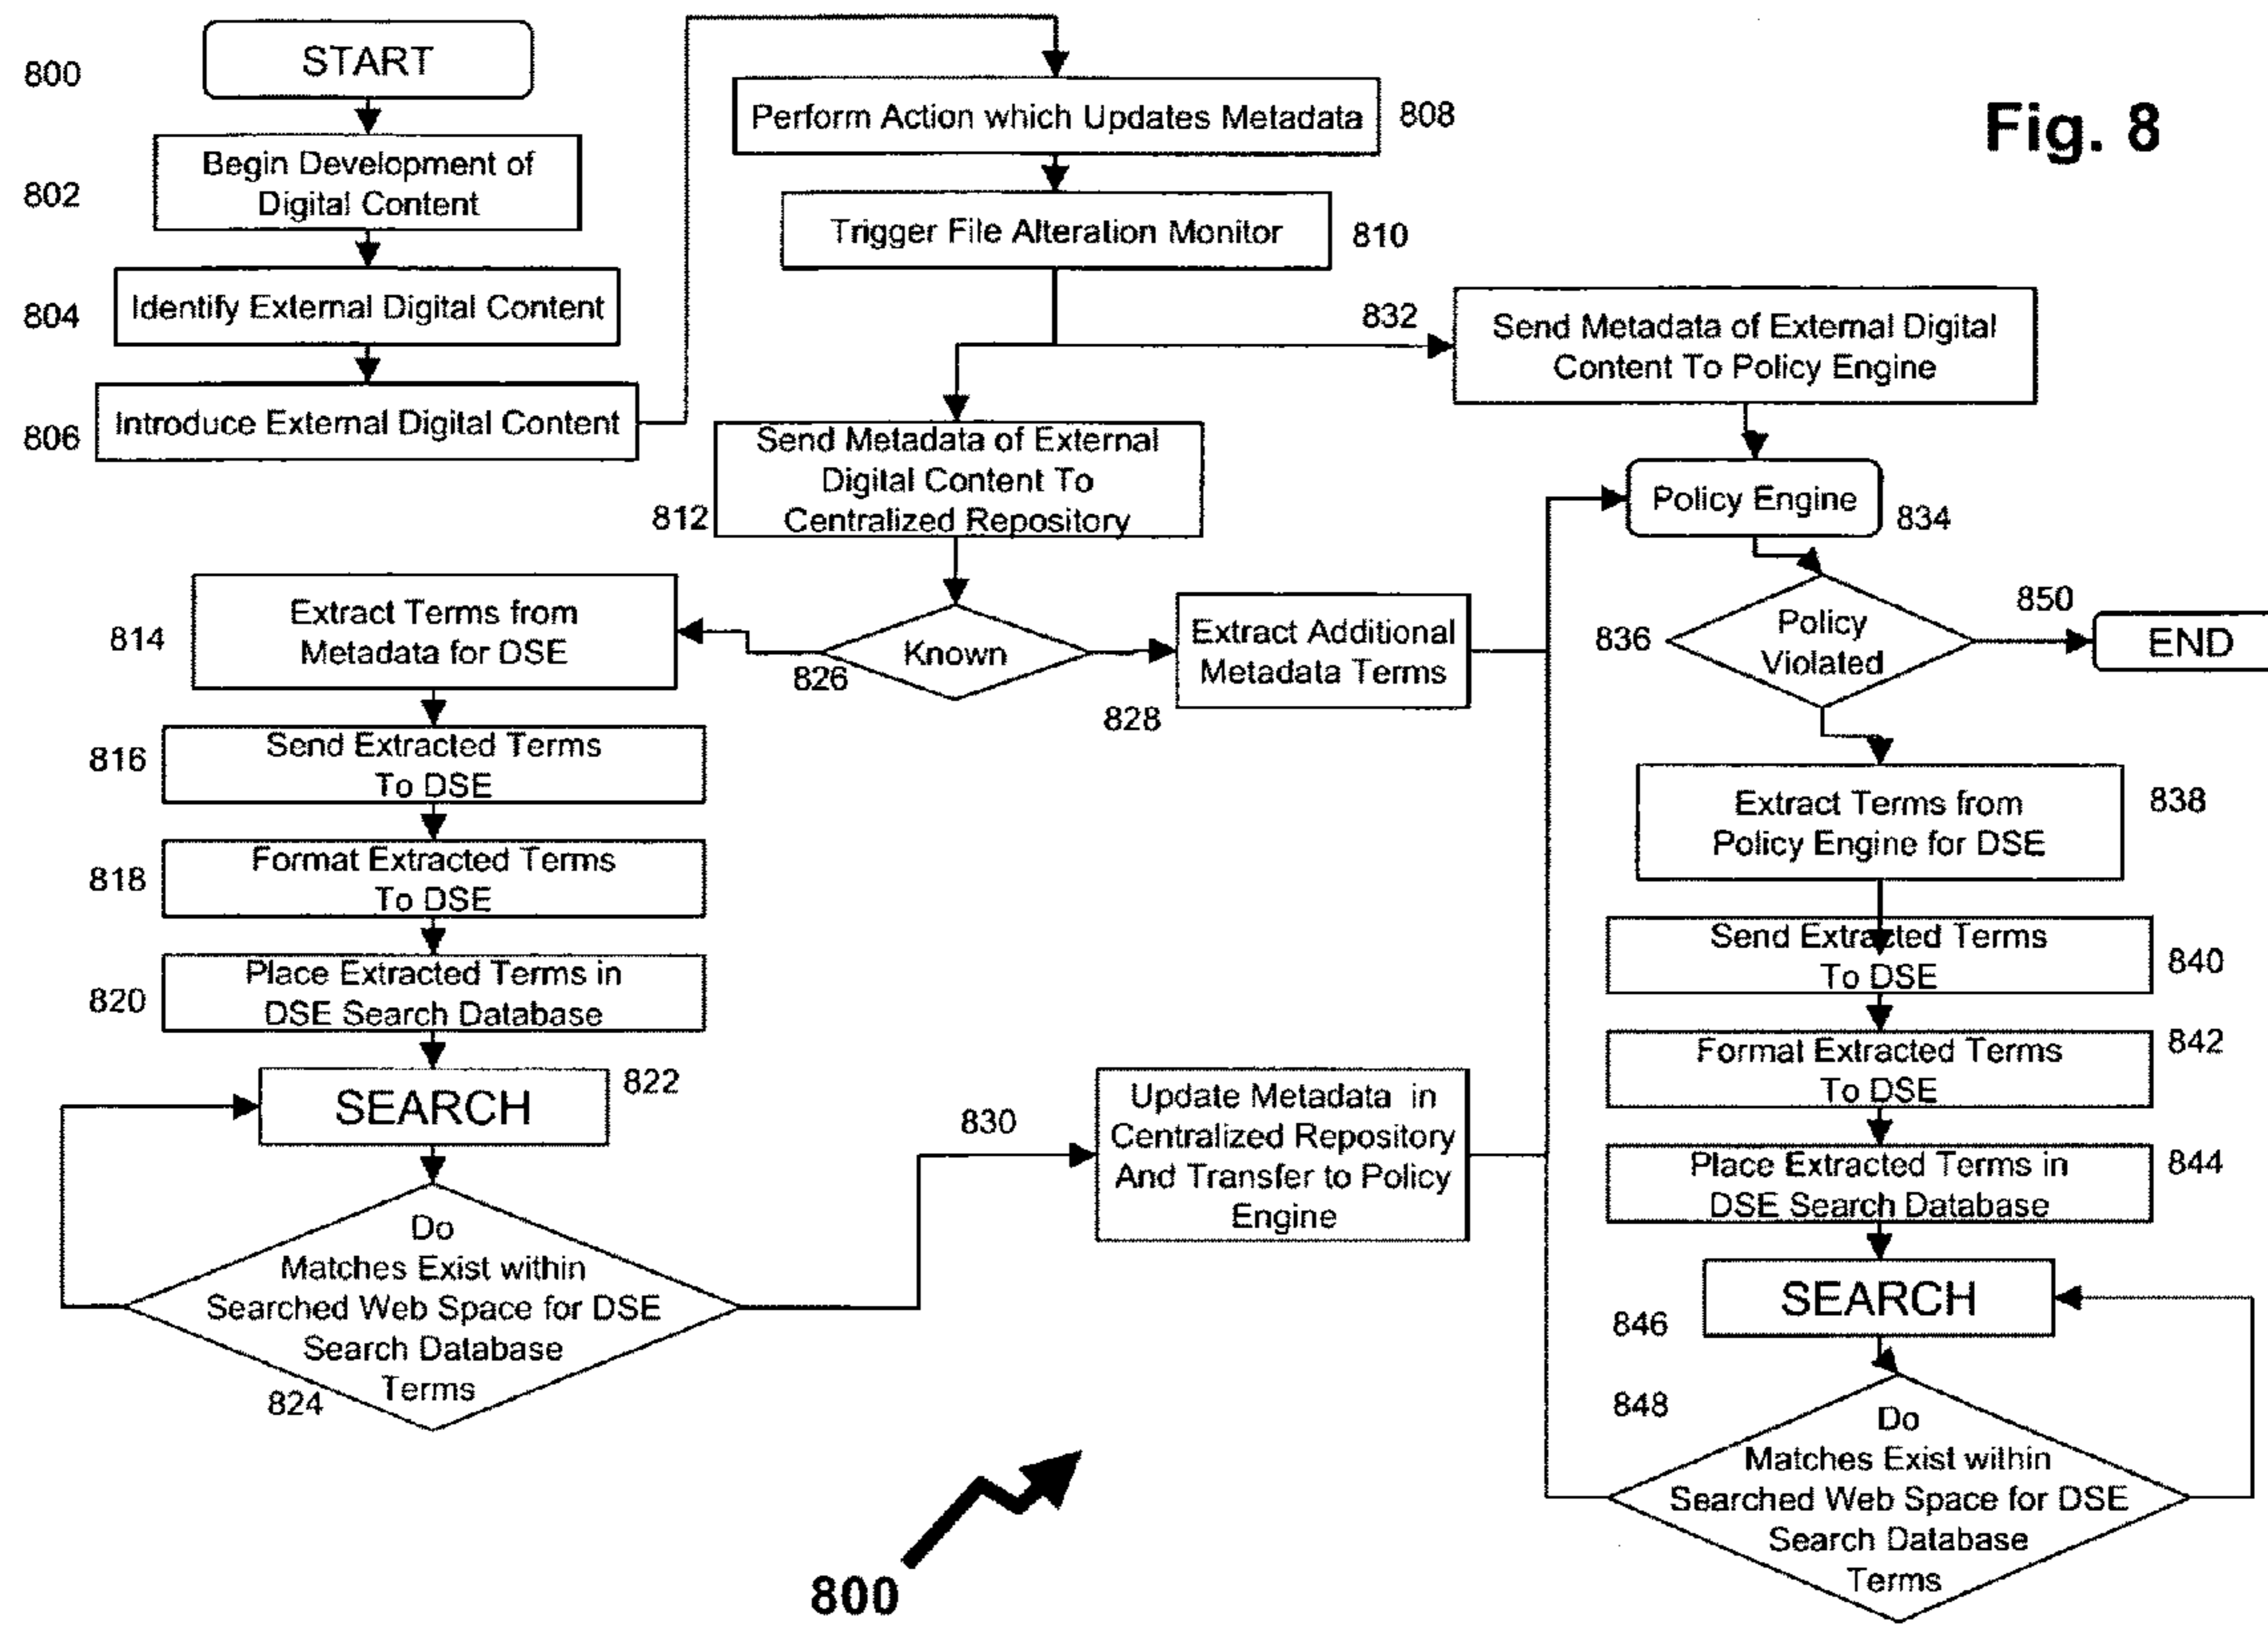 Fig. 8
800
START
802
Begin Development of
Digital Content
804
Identify External Digital Content
806
Introduce External Digital Content
Perform Action which Updates Metadata
808
Trigger File Alteration Monitor
810
832
Send Metadata of External Digital
Content To Policy Engine
Send Metadata of External
Digital Content To
Centralized Repository
812
Policy Engine
834
814
Extract Terms from
Metadata for DSE
Known
826
Extract Additional
Metadata Terms
828
836
Policy
Violated
850
END
816
Send Extracted Terms
To DSE
818
Format Extracted Terms
To DSE
820
Place Extracted Terms in
DSE Search Database
SEARCH
822
Do
Matches Exist within
Searched Web Space for DSE
Search Database
Terms
824
830
Update Metadata in
Centralized Repository
And Transfer to Policy
Engine
Extract Terms from
Policy Engine for DSE
838
Send Extracted Terms
To DSE
840
Format Extracted Terms
To DSE
842
Place Extracted Terms in
DSE Search Database
844
SEARCH
846
848
Do
Matches Exist within
Searched Web Space for DSE
Search Database
Terms
800